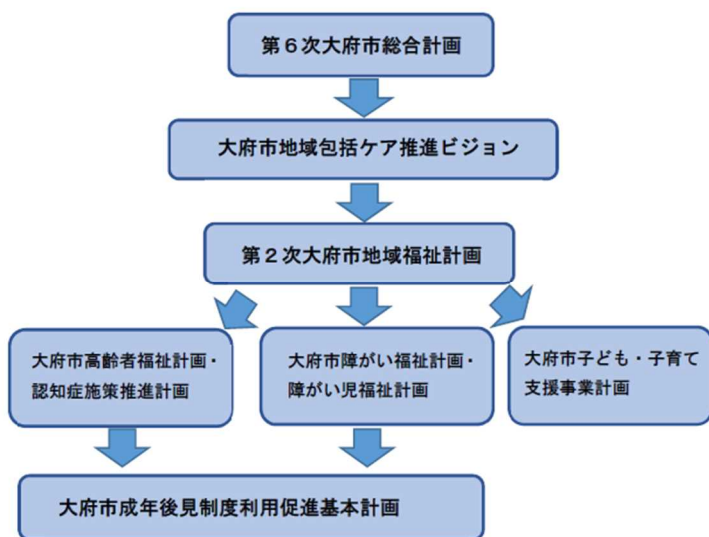 第６次大府市総合計画
大府市地域包括ケア推進ビジョン
第２次大府市地域福祉計画
大府市高齢者福祉計画・
認知症施策推進計画
大府市障がい福祉計画・
障がい児福祉計画
大府市子ども・子育て
支援事業計画
大府市成年後見制度利用促進基本計画